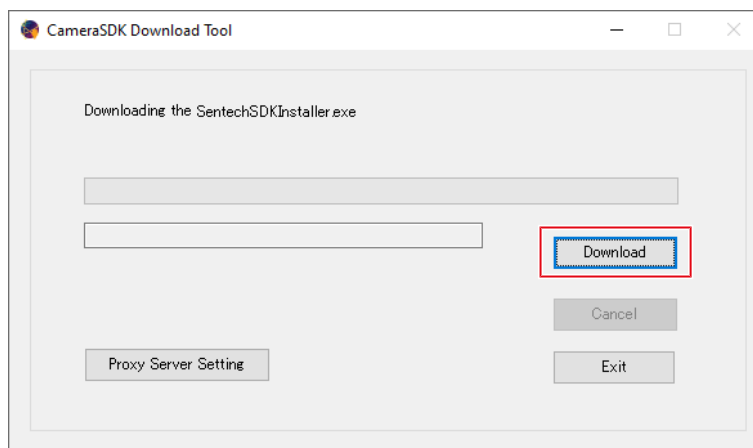 CameraSDK Download Tool
Downloading the SentechSDKInstaller.exe
Download
Cancel
Proxy Server Setting
Exit